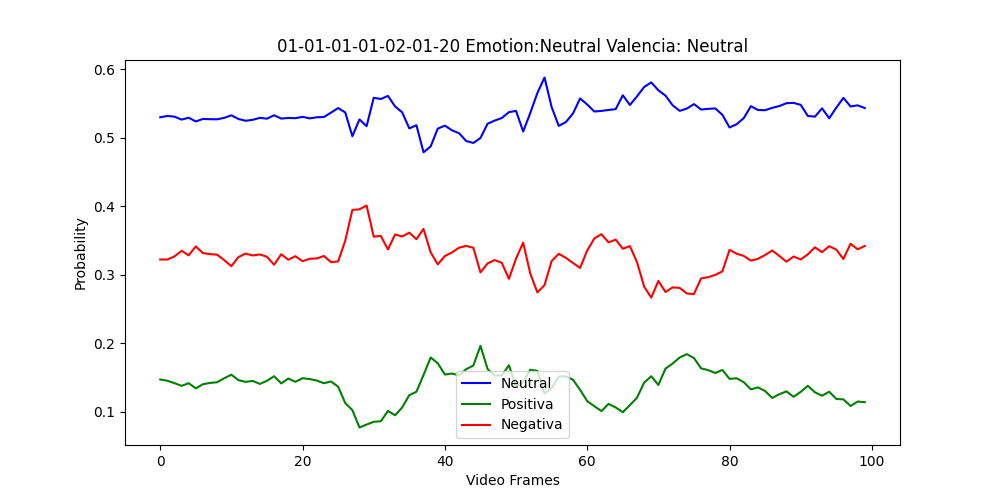 01-01-01-01-02-01-20 Emotion:Neutral Valencia: Neutral
0.6
0.5
0.4
0.3
0.2
0.1
Probability
Neutral
Positiva
Negativa
0 20 40 60 80 100
Video Frames